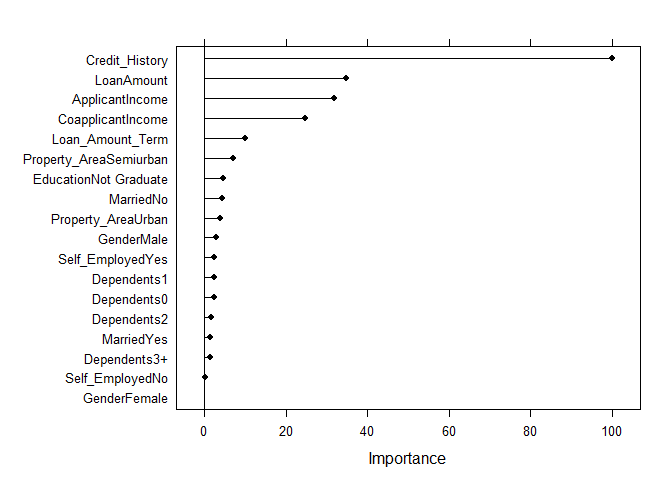 Credit_History
LoanAmount
ApplicantIncome
CoapplicantIncome
Loan_Amount_Term
Property_AreaSemiurban
EducationNot Graduate
MarriedNo
Property_AreaUrban
GenderMale
Self_EmployedYes
Dependents1
Dependents0
Dependents2
MarriedYes
Dependents3+
Self_EmployedNo
GenderFemale
0 20 40 60 80 100
Importance